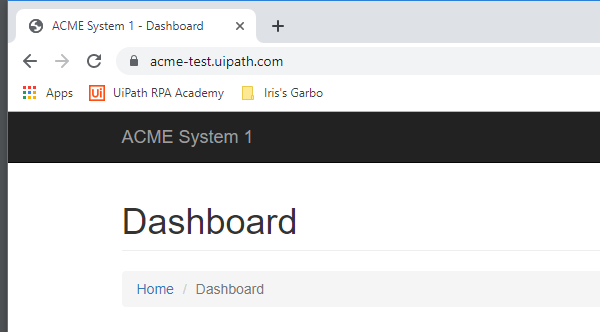 ACME System 1 - Dashboard
acme-test.uipath.com
Apps Ui UiPath RPA Academy Iris's Garbo
ACME System 1
Dashboard
Home / Dashboard